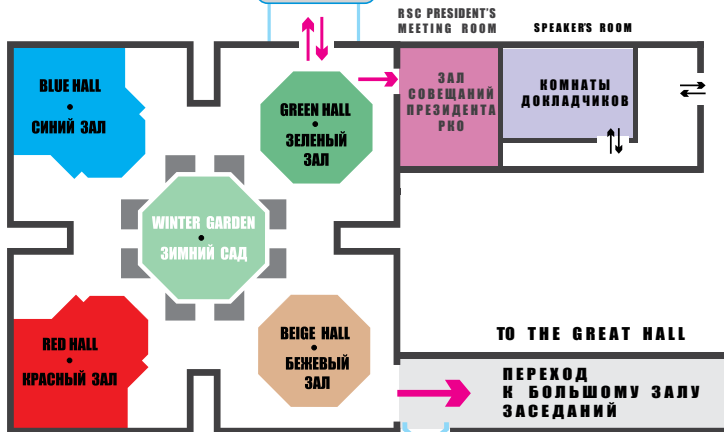 RSC PRESIDENT'S
MEETING ROOM
SPEAKER'S ROOM
BLUE HALL
•
СИНИЙ ЗАЛ
GREEN HALL
•
ЗЕЛЕНЫЙ
ЗАЛ
ЗАЛ
СОВЕЩАНИЙ
ПРЕЗИДЕНТА
РКО
КОМНАТЫ
ДОКЛАДЧИКОВ
WINTER GARDEN
•
ЗИМНИЙ САД
RED HALL
•
КРАСНЫЙ ЗАЛ
BEIGE HALL
•
БЕЖЕВЫЙ
ЗАЛ
TO THE GREAT HALL
ПЕРЕХОД
К БОЛЬШОМУ ЗАЛУ
ЗАСЕДАНИЙ